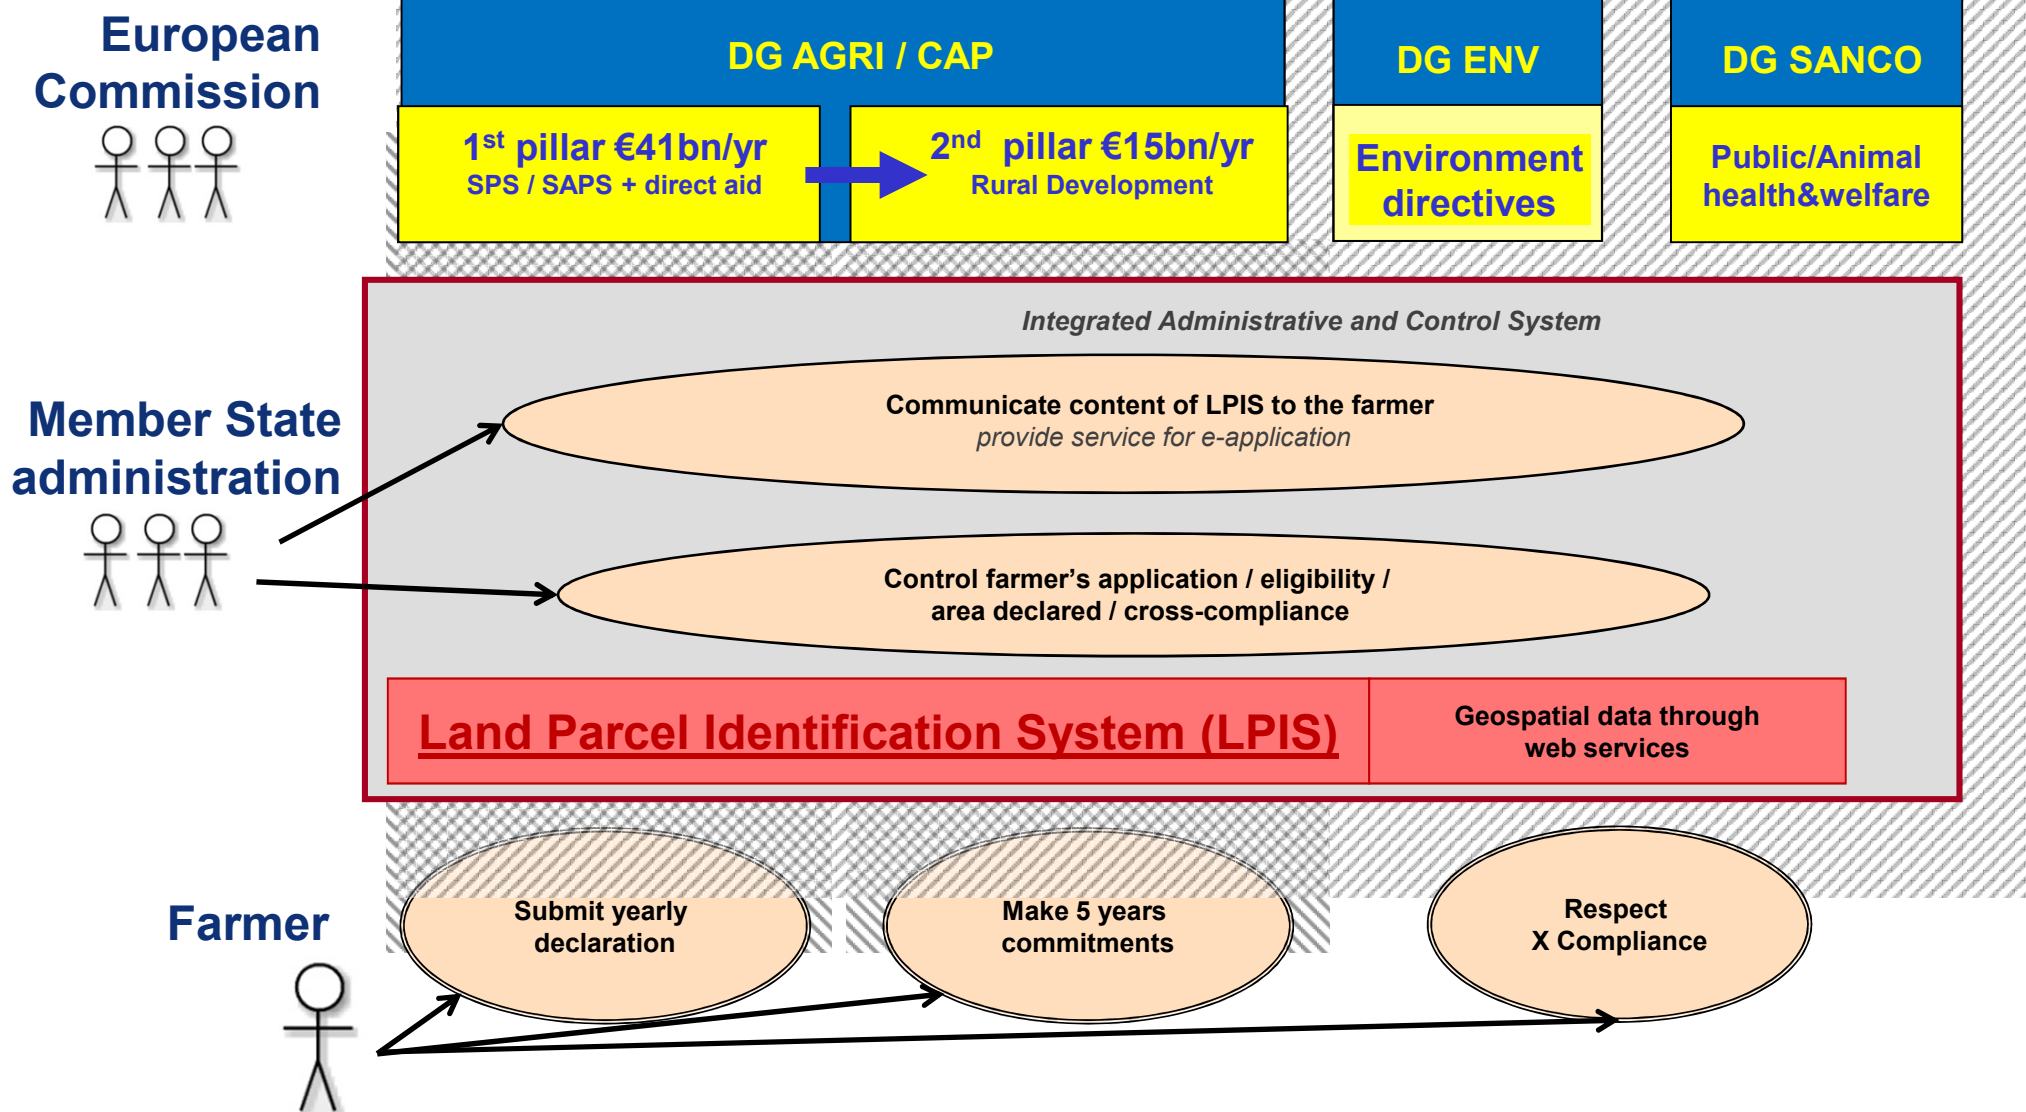 European
Commission
DG AGRI / CAP
DG ENV
DG SANCO
1st pillar €41bn/yr
SPS / SAPS + direct aid
2nd pillar €15bn/yr
Rural Development
Environment
directives
Public/Animal
health&welfare
Integrated Administrative and Control System
Member State
administration
Communicate content of LPIS to the farmer
provide service for e-application
Control farmer's application / eligibility /
area declared / cross-compliance
Land Parcel Identification System (LPIS)
Geospatial data through
web services
Farmer
Submit yearly
declaration
Make 5 years
commitments
Respect
X Compliance